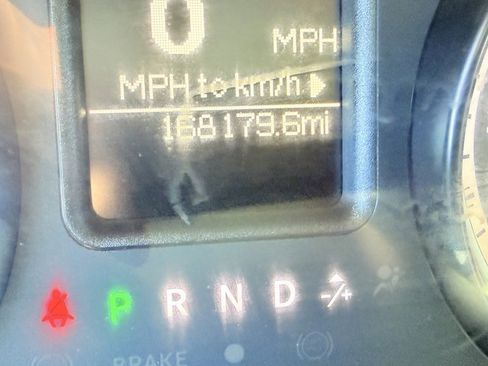 0
MPH
MPH to km/h
168179.6mi
P R N D -/+
BRAKE